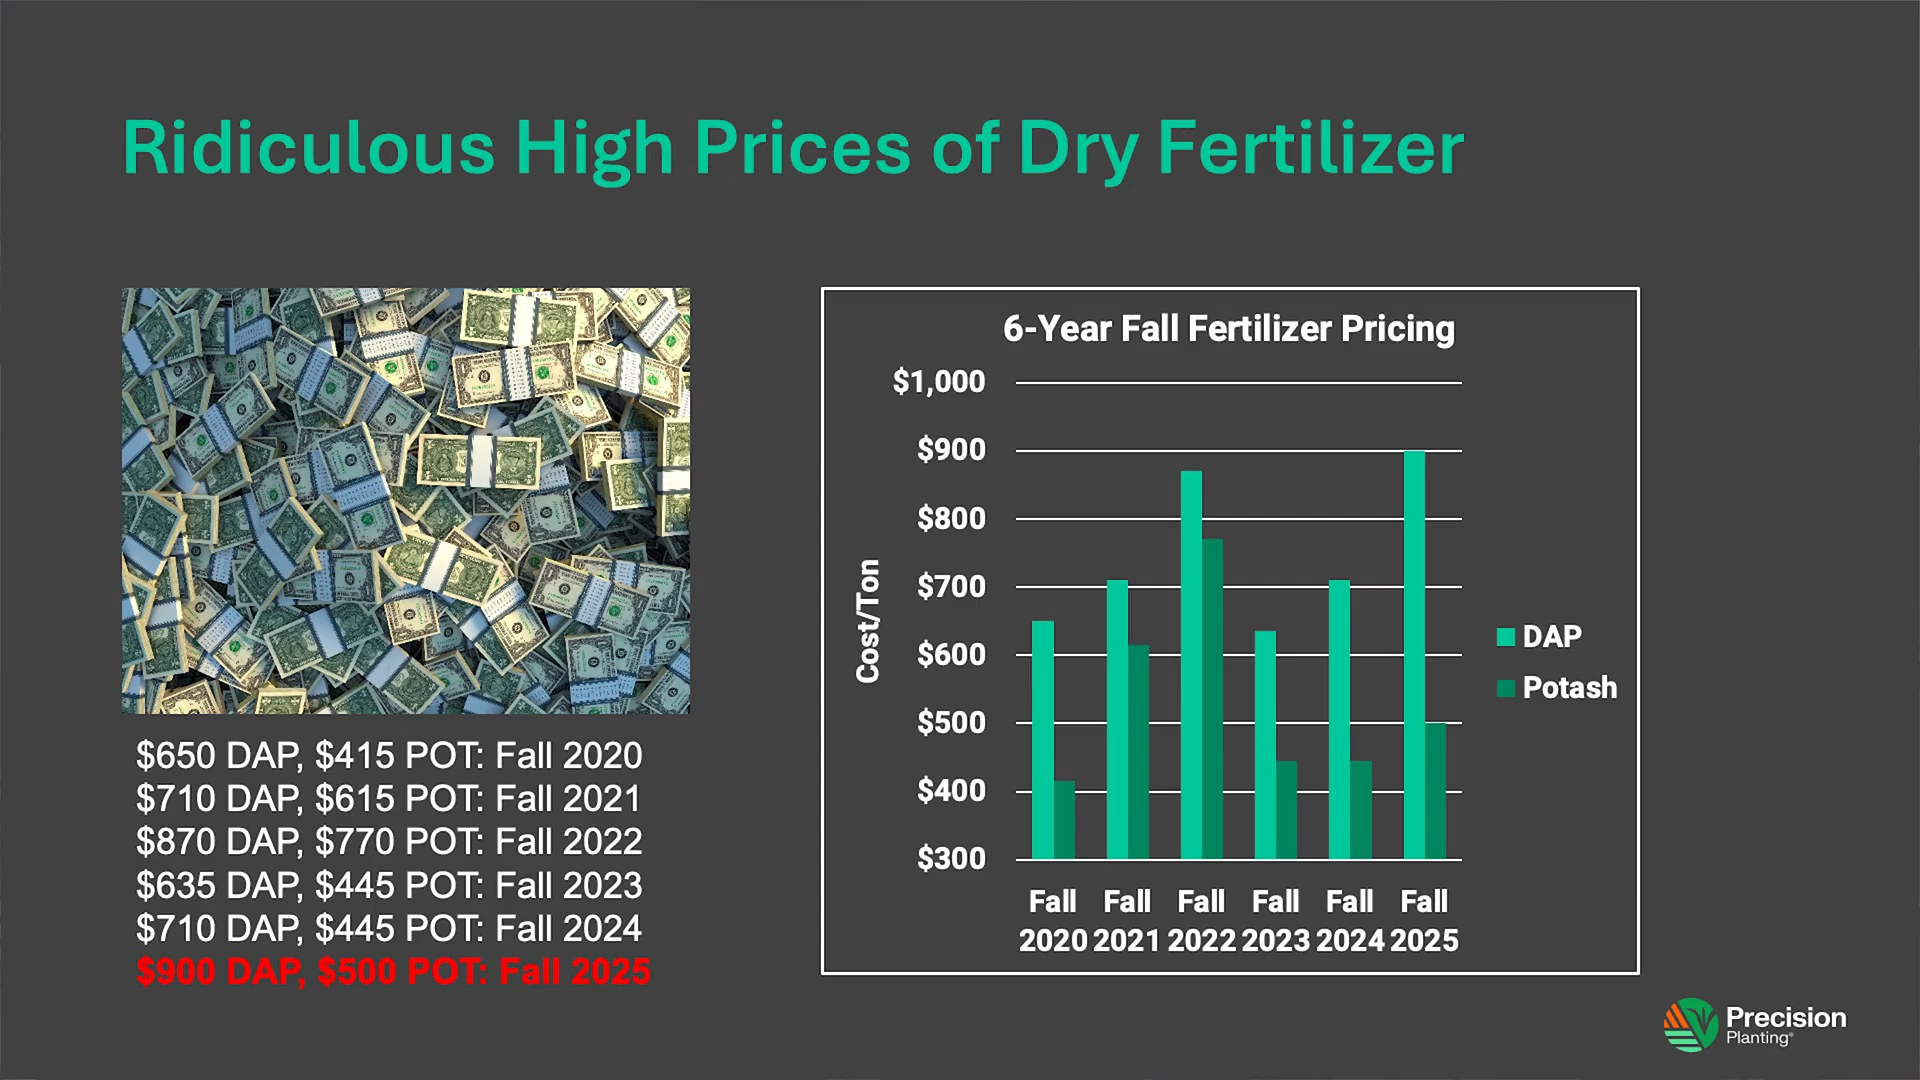 Ridiculous High Prices of Dry Fertilizer
$650 DAP, $415 POT: Fall 2020
$710 DAP, $615 POT: Fall 2021
$870 DAP, $770 POT: Fall 2022
$635 DAP, $445 POT: Fall 2023
$710 DAP, $445 POT: Fall 2024
$900 DAP, $500 POT: Fall 2025
6-Year Fall Fertilizer Pricing
Cost/Ton
$1,000
$900
$800
$700
$600
$500
$400
$300
Fall 2020
Fall 2021
Fall 2022
Fall 2023
Fall 2024
Fall 2025
DAP
Potash
Precision
Planting®